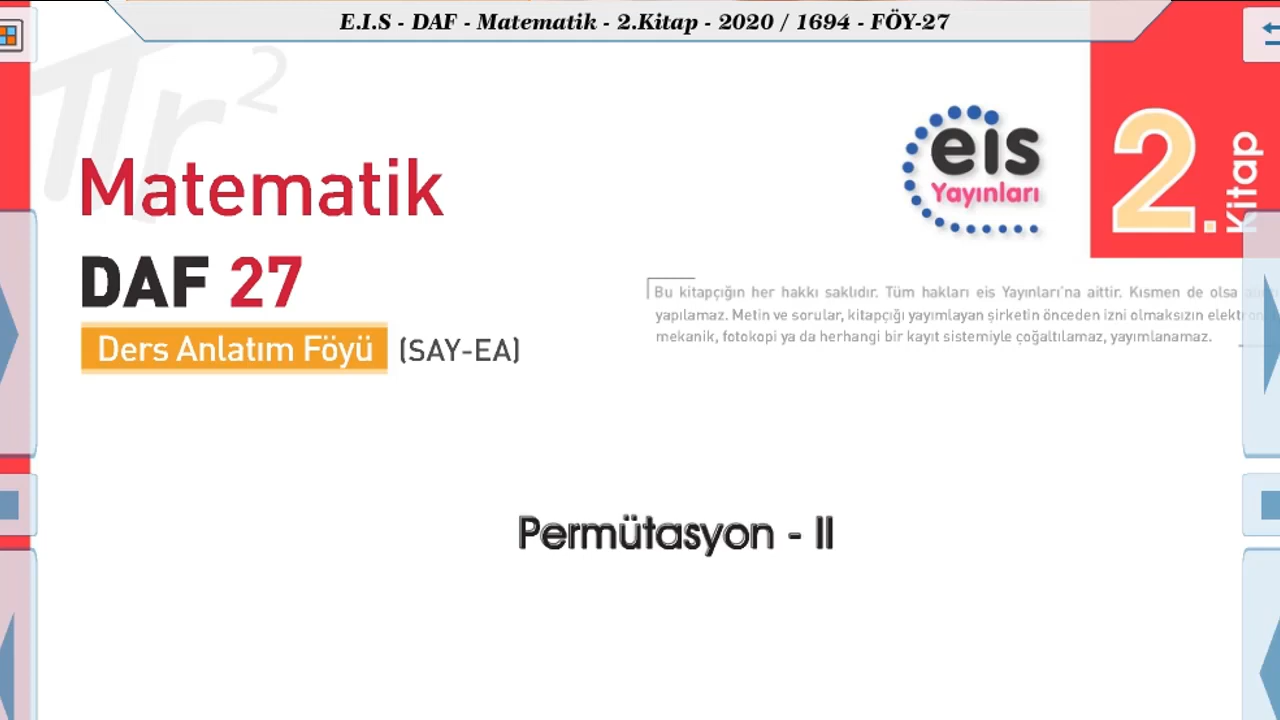 E.I.S - DAF - Matematik - 2.Kitap - 2020 / 1694 - FÖY-27
πr²
eis
Yayınları
2.
Kitap
Matematik
DAF 27
Ders Anlatım Föyü (SAY-EA)
Bu kitapçığın her hakkı saklıdır. Tüm hakları eis Yayınları'na aittir. Kısmen de olsa
yapılamaz. Metin ve sorular, kitapçığı yayımlayan şirketin önceden izni olmaksızın elektron
mekanik, fotokopi ya da herhangi bir kayıt sistemiyle çoğaltılamaz, yayımlanamaz.
Permütasyon - II